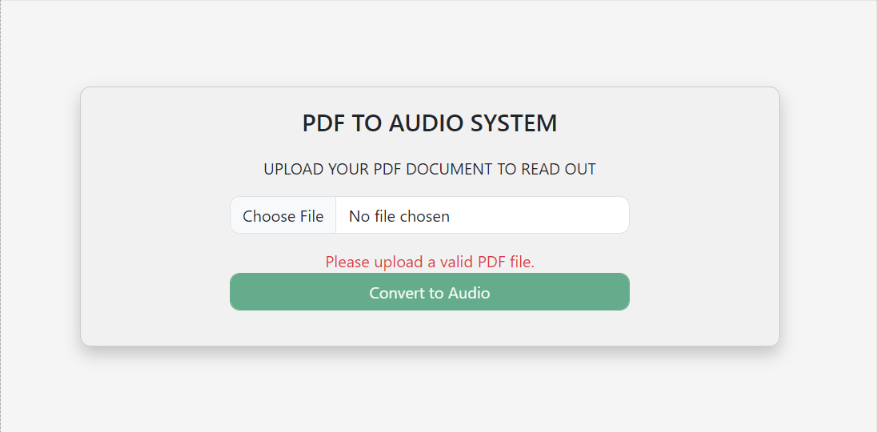 PDF TO AUDIO SYSTEM
UPLOAD YOUR PDF DOCUMENT TO READ OUT
Choose File No file chosen
Please upload a valid PDF file.
Convert to Audio